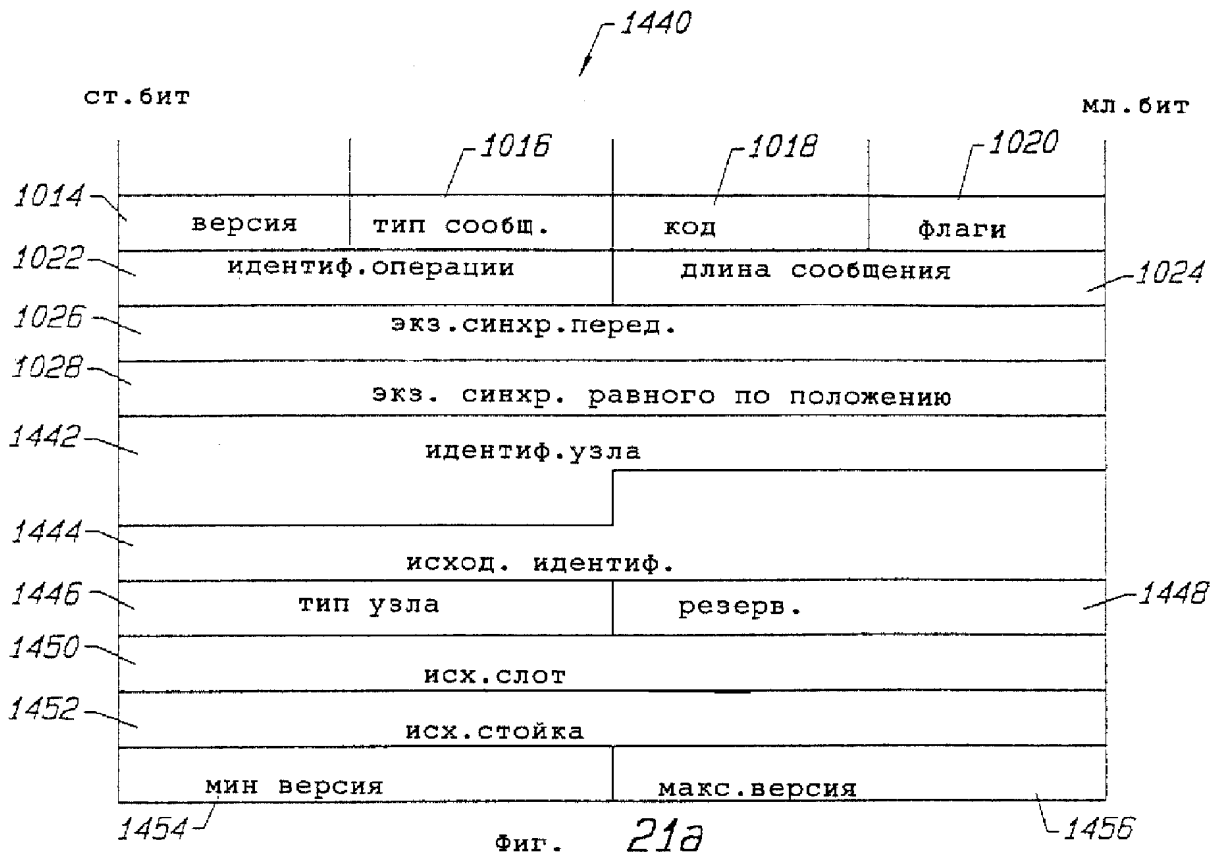 1440
ст.бит
мл.бит
1016 1018 1020
1014 версия тип сообщ. код флаги
1022 идентиф.операции длина сообщения 1024
1026 экз.синхр.перед.
1028 экз. синхр. равного по положению
1442 идентиф.узла
1444 исход. идентиф.
1446 тип узла резерв. 1448
1450 исх.слот
1452 исх.стойка
мин версия макс.версия
1454 1456
Фиг. 21а